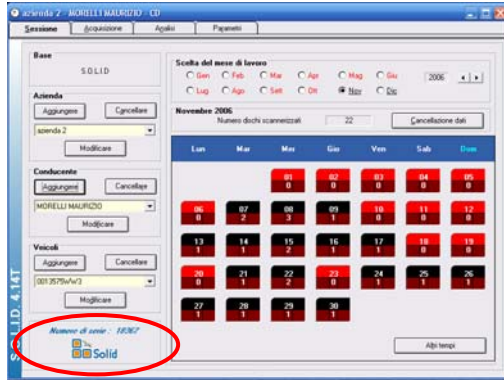 azienda 2 - MORELLI MAURIZIO - CD
Sessione Acquisizione Analisi Parametri
Base
S.O.L.I.D
Azienda
Aggiungere Cancellare
azienda 2
Modificare
Conducente
Aggiungere Cancellare
MORELLI MAURIZIO
Modificare
Veicoli
Aggiungere Cancellare
0013579WW3
Modificare
Numero di serie : 18367
Solid
S.O.L.I.D. 4.14T
Scelta del mese di lavoro
Gen Feb Mar Apr Mag Giu 2006
Lug Ago Sett Ott Nov Dic
Novembre 2006
Numero dischi scannerizzati 22 Cancellazione dati
Lun Mar Mer Gio Ven Sab Dom
01 02 03 04 05
0 0 0 0 0
06 07 08 09 10 11 12
0 2 3 1 0 0 0
13 14 15 16 17 18 19
1 1 2 1 1 0 0
20 21 22 23 24 25 26
0 1 2 0 1 1 1
27 28 29 30
1 1 1 1
Altri tempi